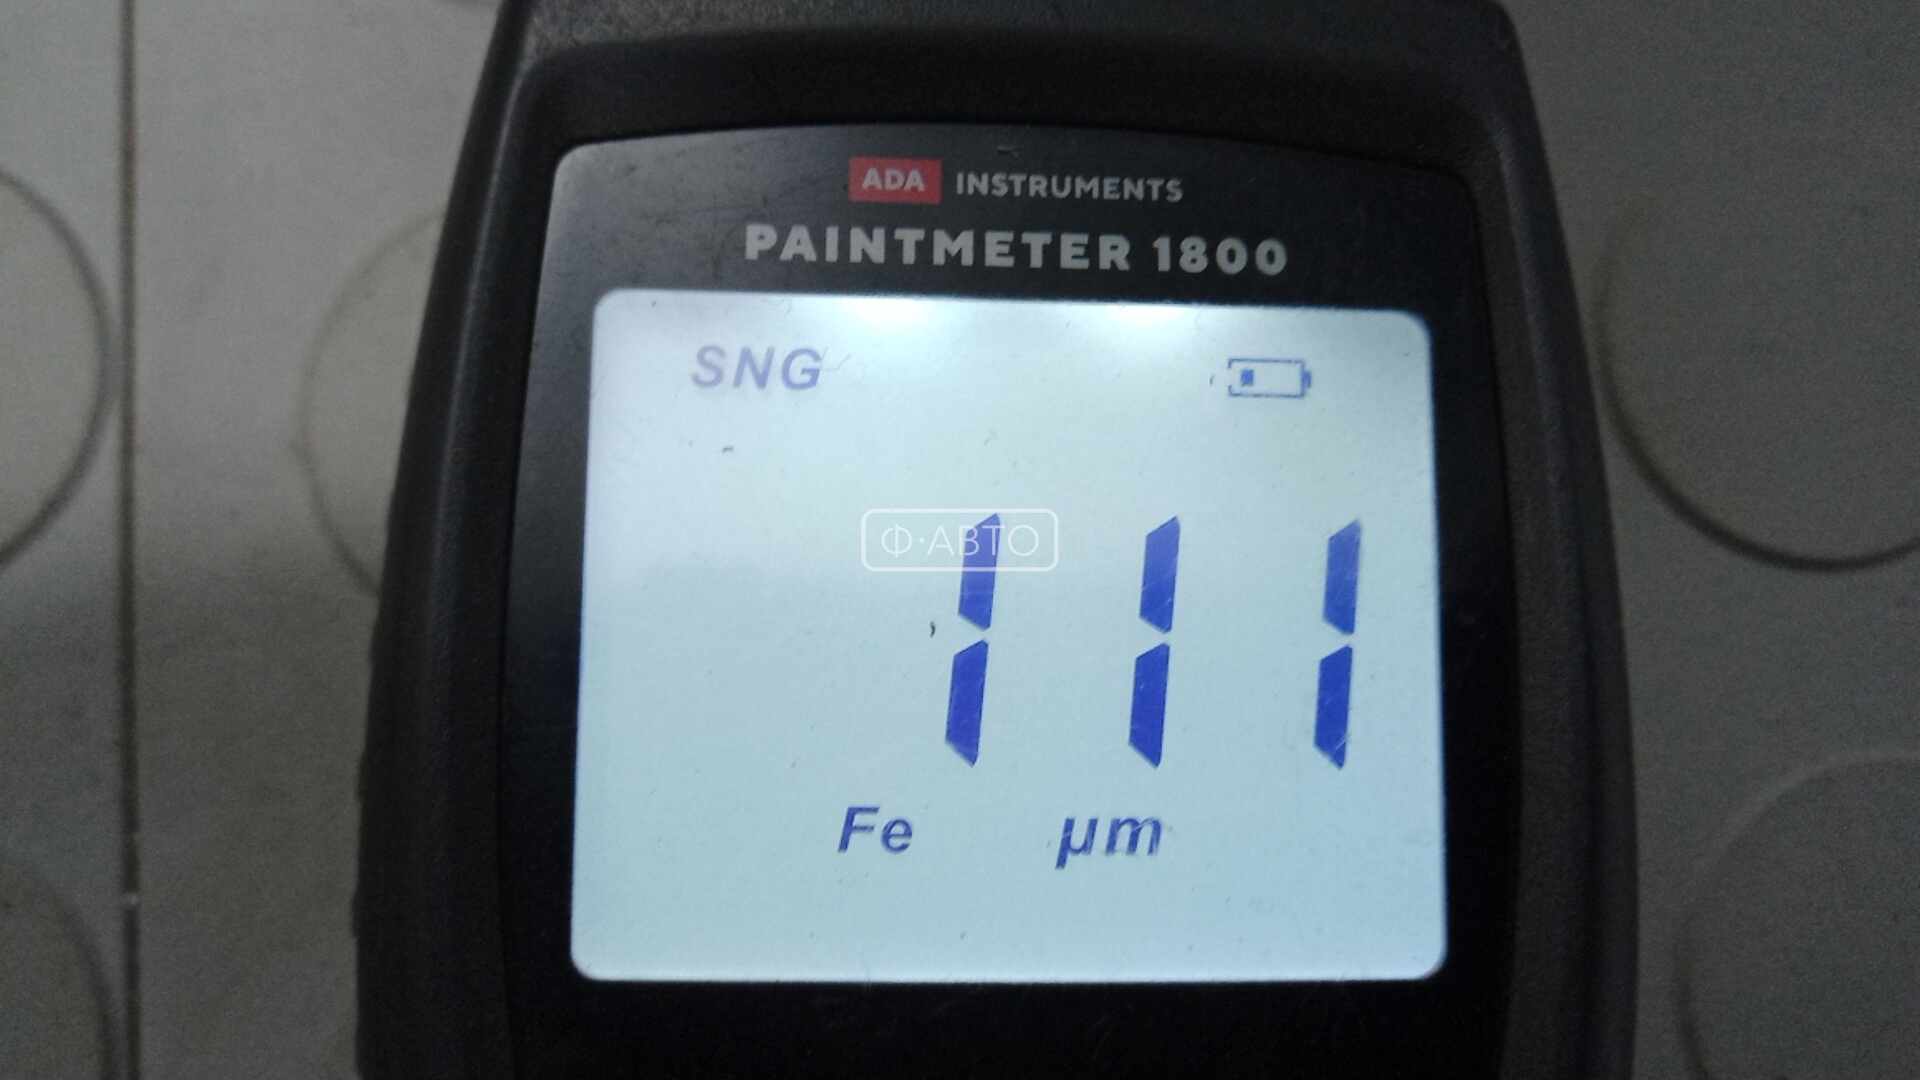 ADA INSTRUMENTS
PAINTMETER 1800
SNG
Ф·АВТО
111
Fe µm